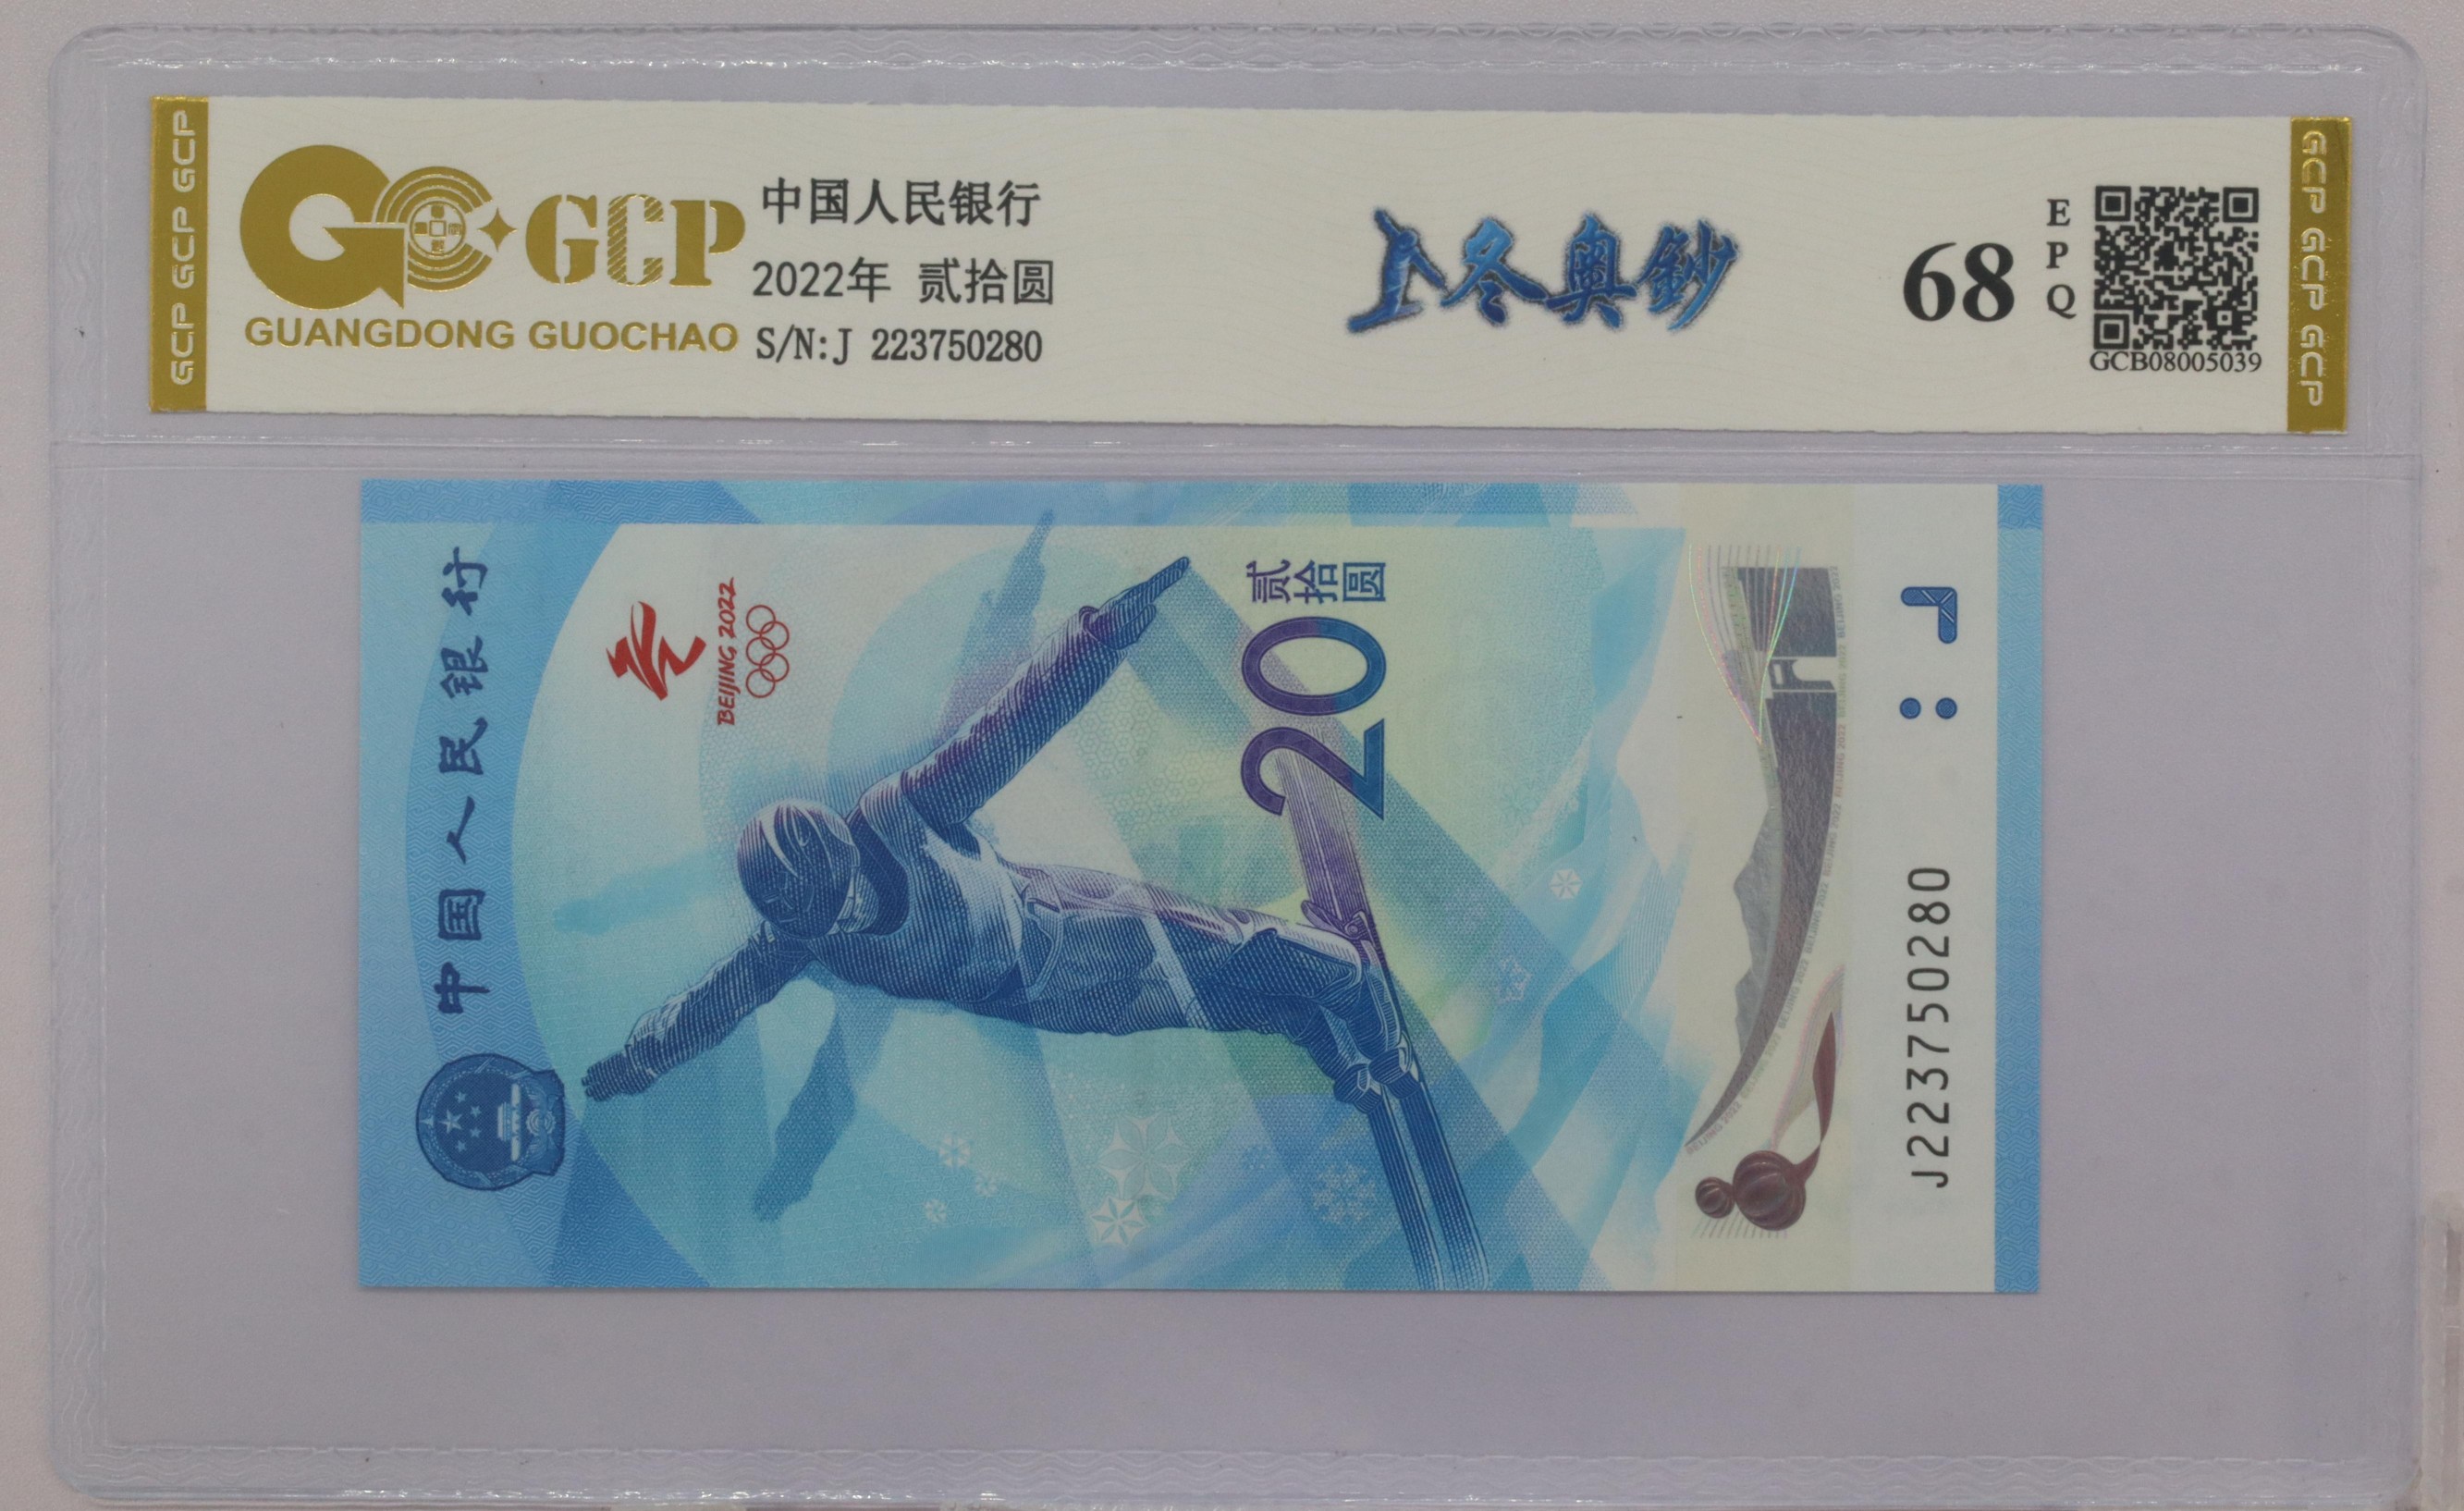 GCP GCP GCP
GCP
GUANGDONG GUOCHAO
中国人民银行
2022年 贰拾圆
S/N:J 223750280
冬奥鈔
68
EPQ
GCB08005039
GCP GCP GCP
中国人民银行
BEIJING 2022
贰拾圆
20
J223750280